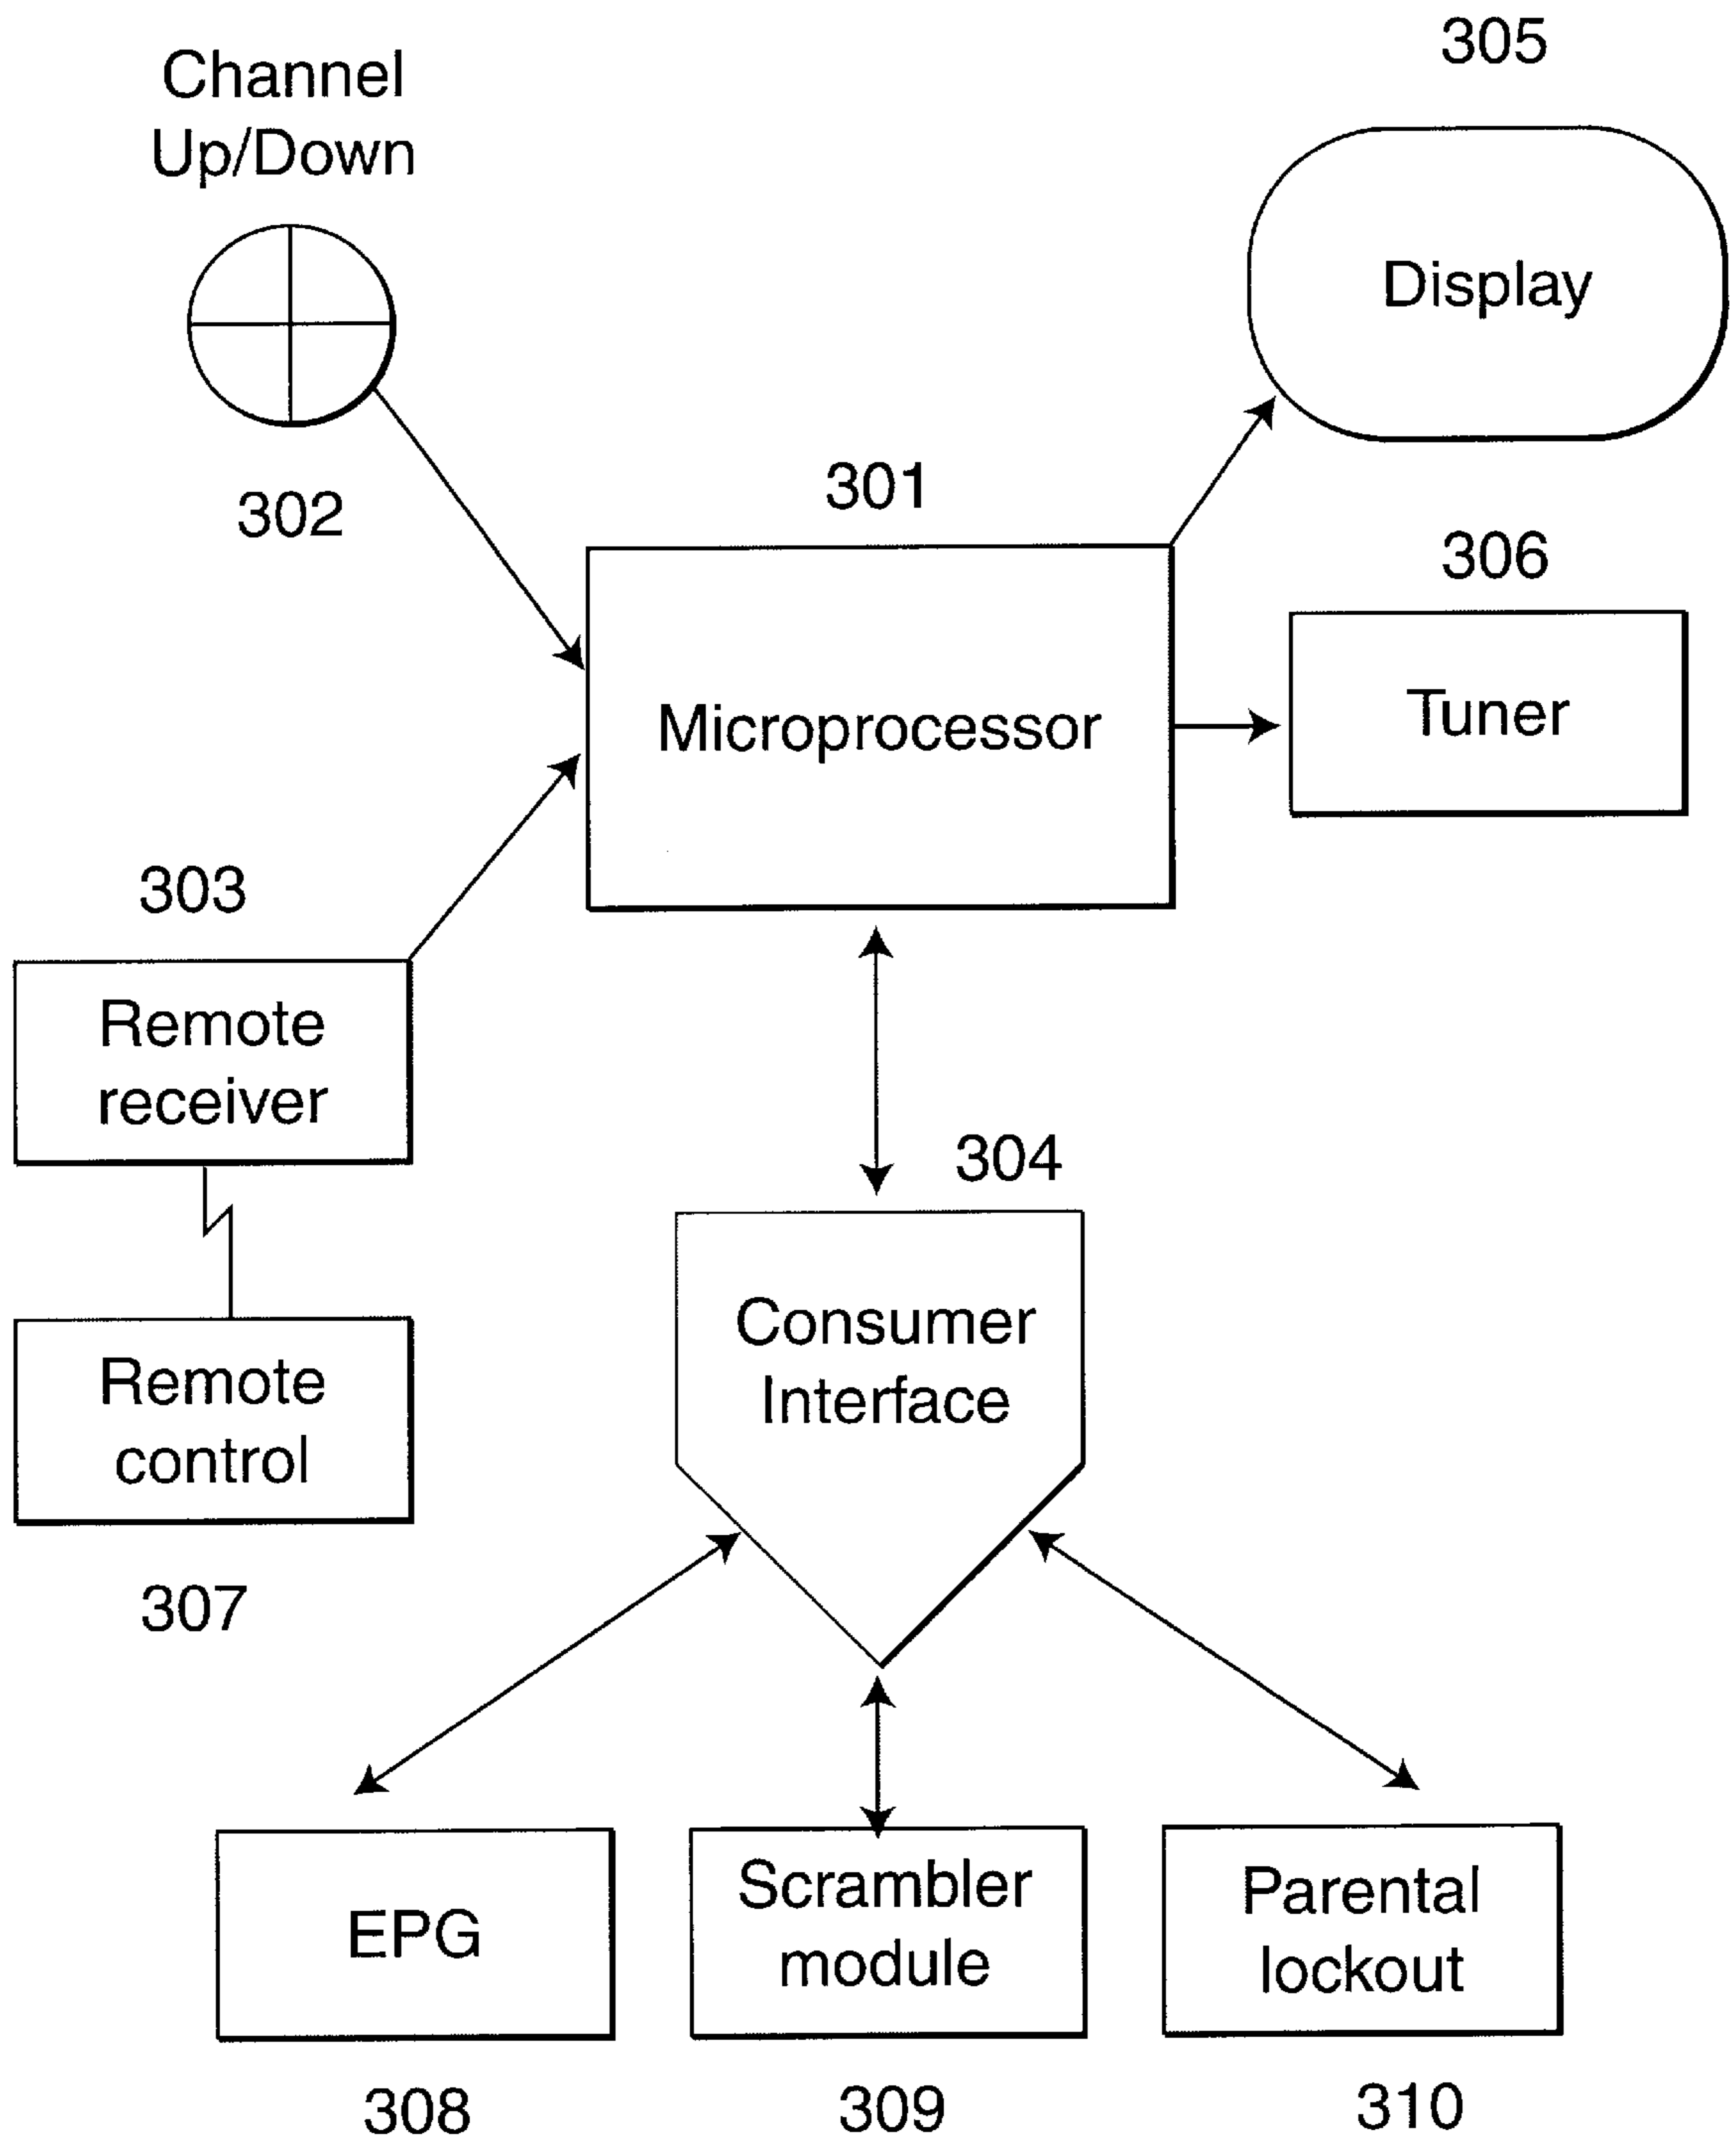 305
Channel
Up/Down
Display
302
301
306
Microprocessor
Tuner
303
Remote
receiver
304
Consumer
Interface
Remote
control
307
EPG
Scrambler
module
Parental
lockout
308
309
310